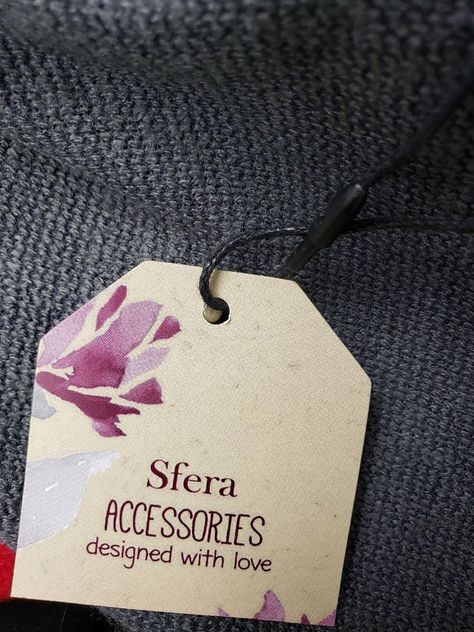 Sfera
ACCESSORIES
designed with love